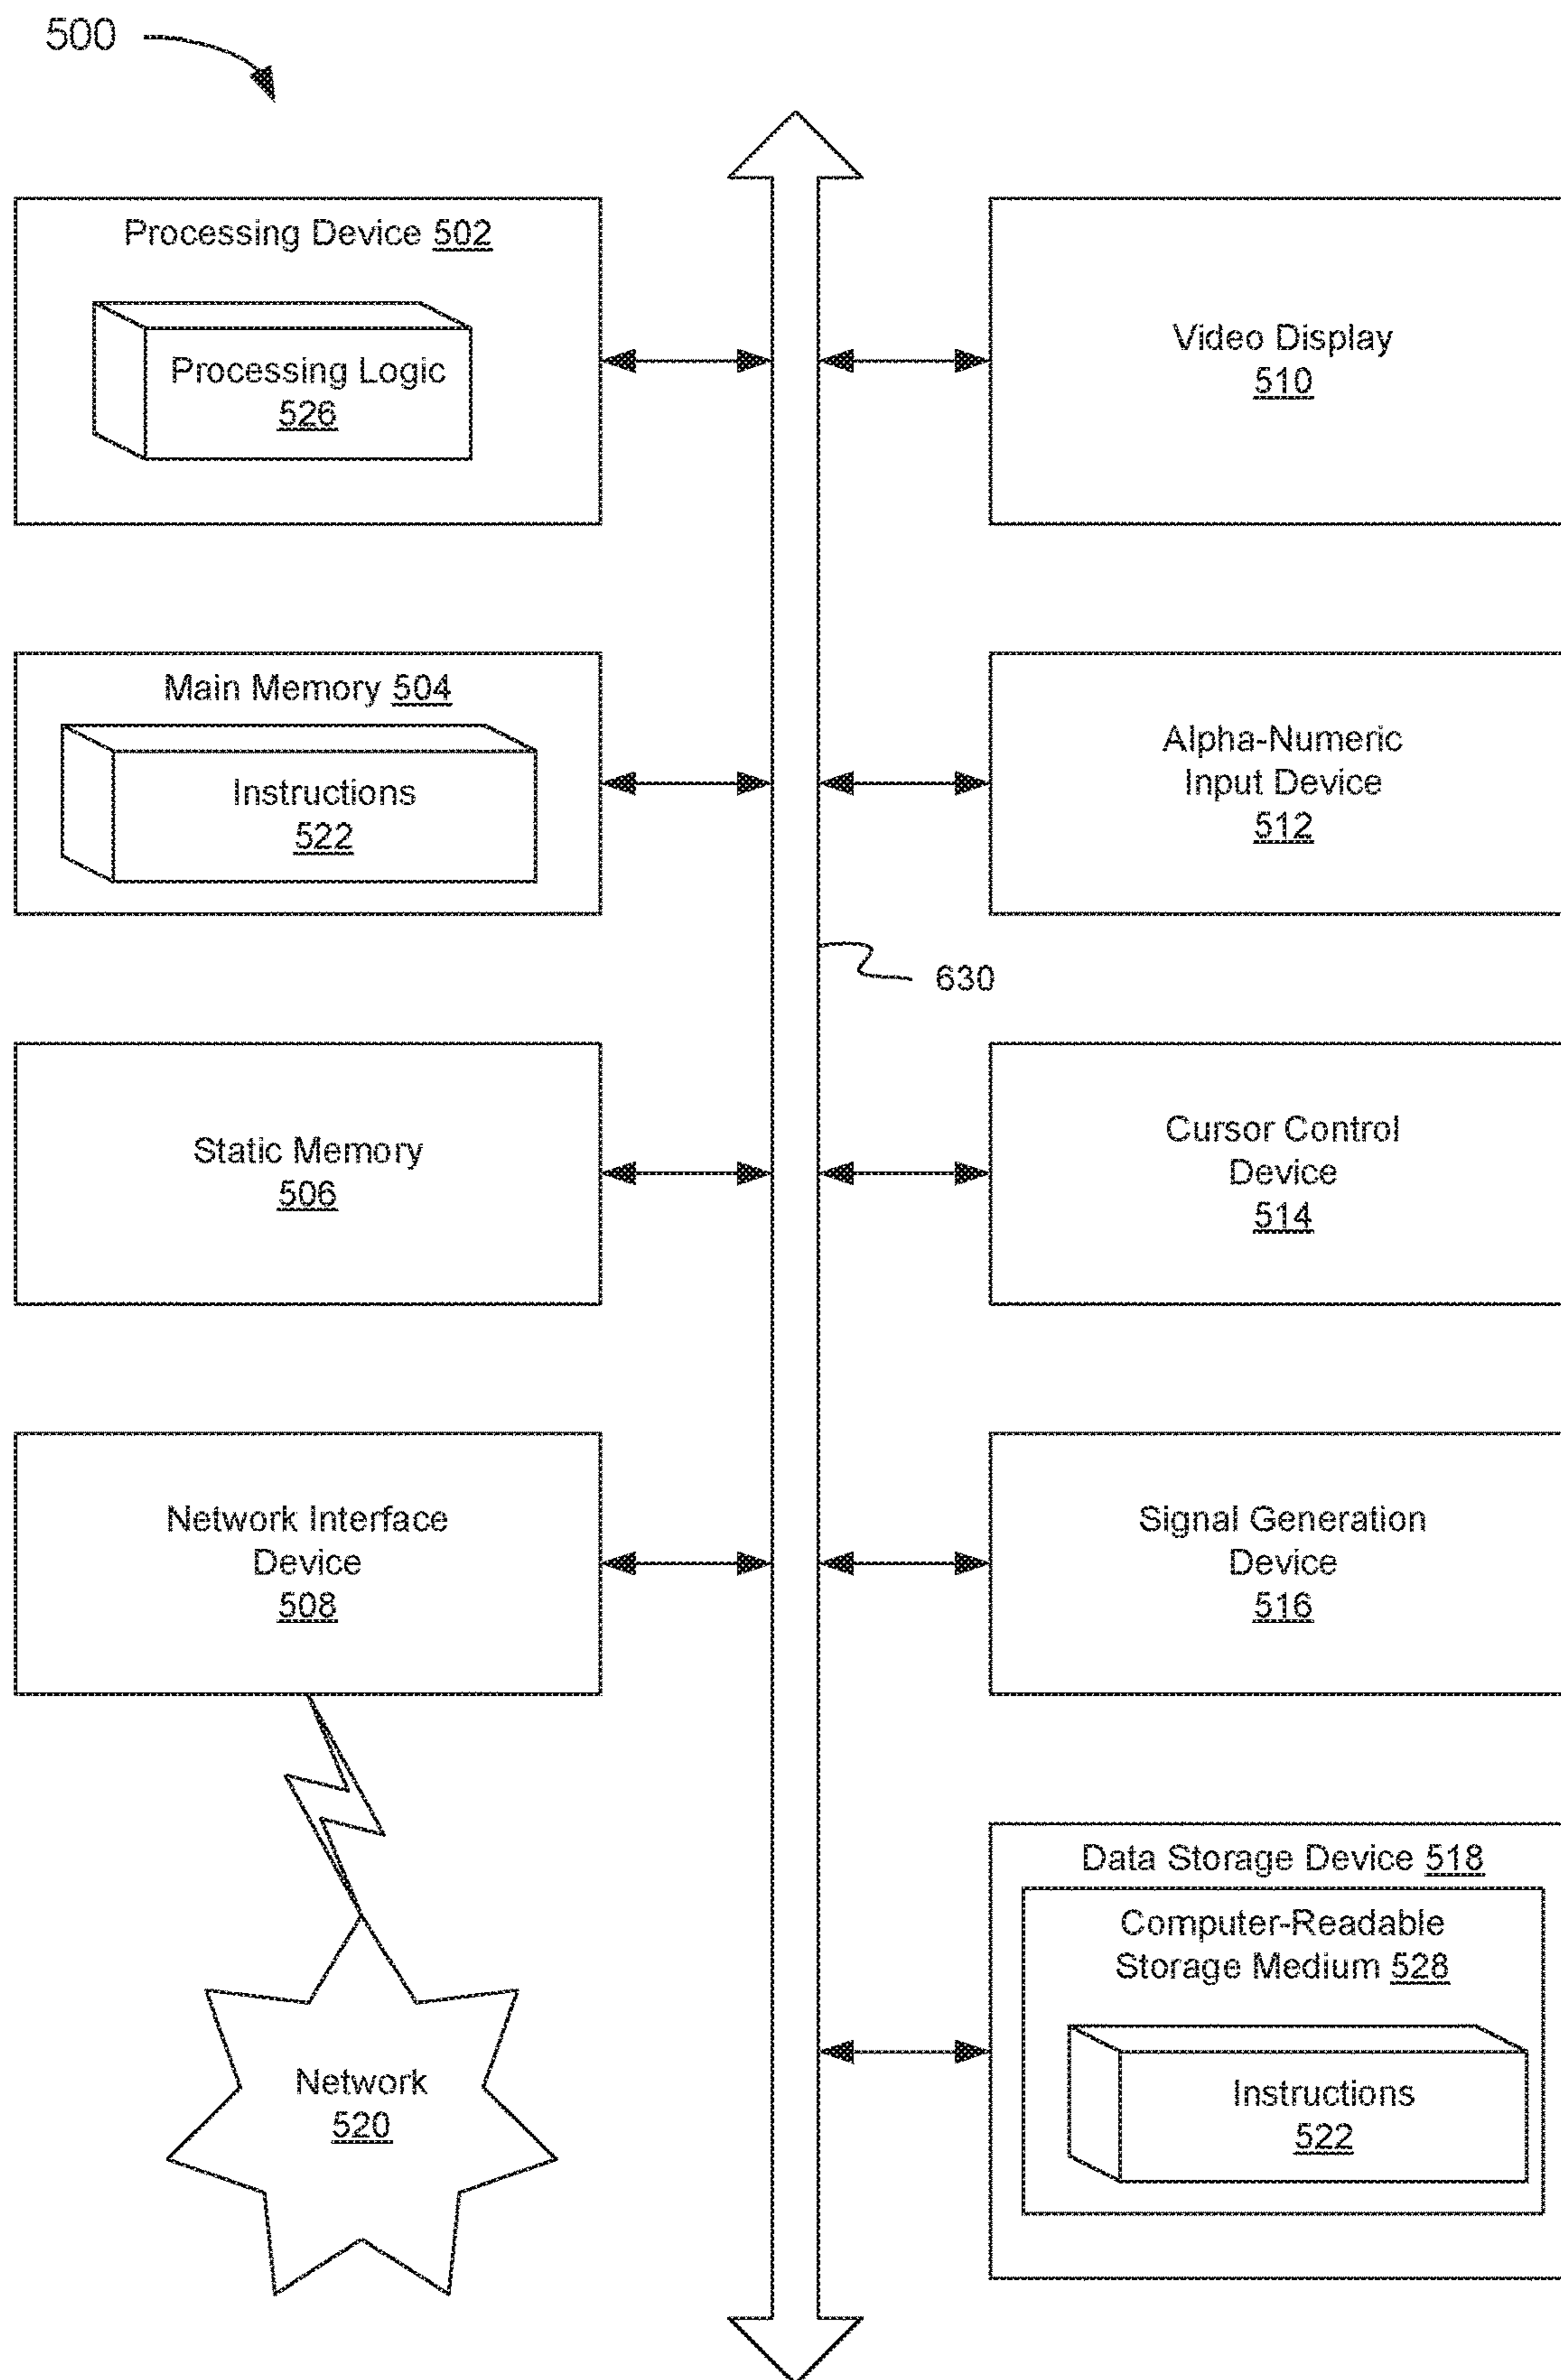 500
Processing Device 502
Processing Logic
526
Video Display
510
Main Memory 504
Instructions
522
Alpha-Numeric
Input Device
512
630
Static Memory
506
Cursor Control
Device
514
Network Interface
Device
508
Signal Generation
Device
516
Data Storage Device 518
Computer-Readable
Storage Medium 528
Instructions
522
Network
520